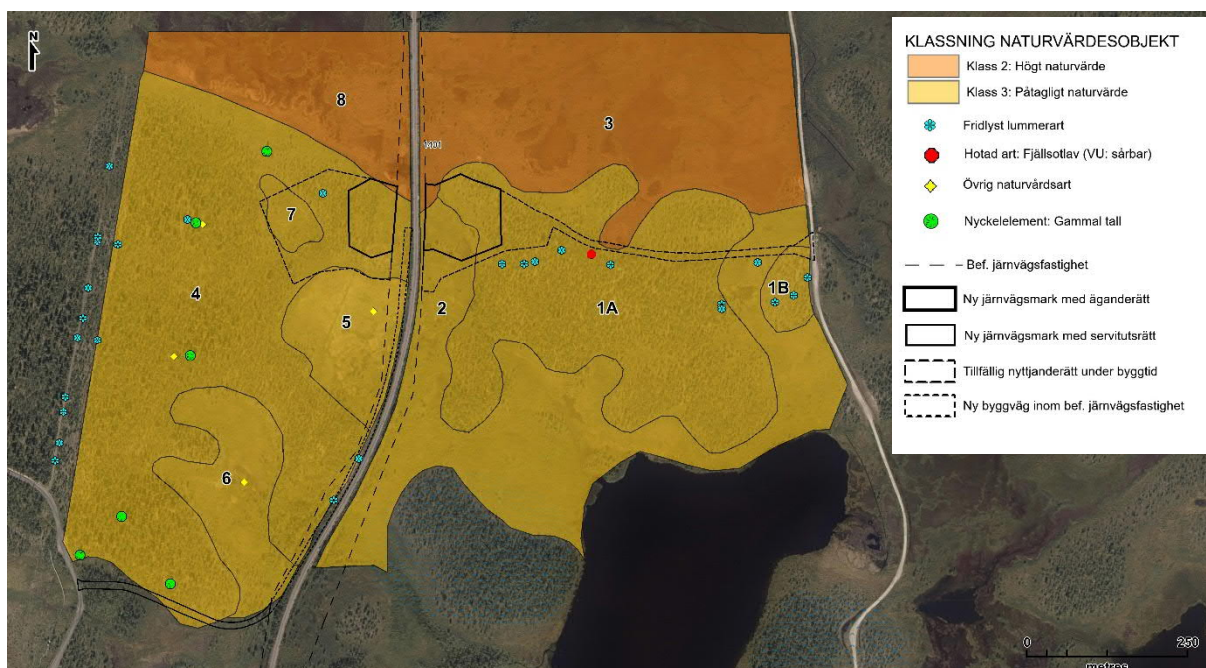 N
8
3
1401
7
4
5
2
1A
1B
6
0
250
metres
KLASSNING NATURVÄRDESOBJEKT
Klass 2: Högt naturvärde
Klass 3: Påtagligt naturvärde
Fridlyst lummerart
Hotad art: Fjällsotlav (VU: sårbar)
Övrig naturvårdsart
Nyckelelement: Gammal tall
Bef. järnvägsfastighet
Ny järnvägsmark med äganderätt
Ny järnvägsmark med servitutsrätt
Tillfällig nyttjanderätt under byggtid
Ny byggväg inom bef. järnvägsfastighet